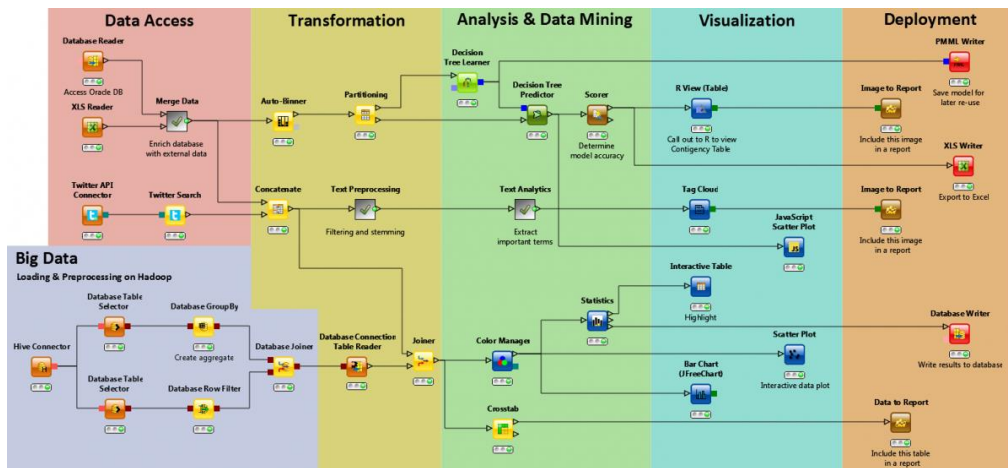 Data Access
Transformation
Analysis & Data Mining
Visualization
Deployment
Database Reader
Access Oracle DB
XLS Reader
Merge Data
Enrich database
with external data
Twitter API
Connector
Twitter Search
Auto-Binner
Partitioning
Concatenate
Text Preprocessing
Filtering and stemming
Decision
Tree Learner
Decision Tree
Predictor
Scorer
Determine
model accuracy
Text Analytics
Extract
important terms
R View (Table)
Call out to R to view
Contigency Table
Tag Cloud
JavaScript
Scatter Plot
JS
PMML Writer
Save model for
later re-use
Image to Report
Include this image
in a report
XLS Writer
Export to Excel
Image to Report
Include this image
in a report
Big Data
Loading & Preprocessing on Hadoop
Hive Connector
Database Table
Selector
Database GroupBy
Create aggregate
Database Table
Selector
Database Row Filter
Database Joiner
Database Connection
Table Reader
Joiner
Color Manager
Statistics
Crosstab
Interactive Table
Highlight
Scatter Plot
Interactive data plot
Bar Chart
(JFreeChart)
Database Writer
Write results to database
Data to Report
Include this table
in a report